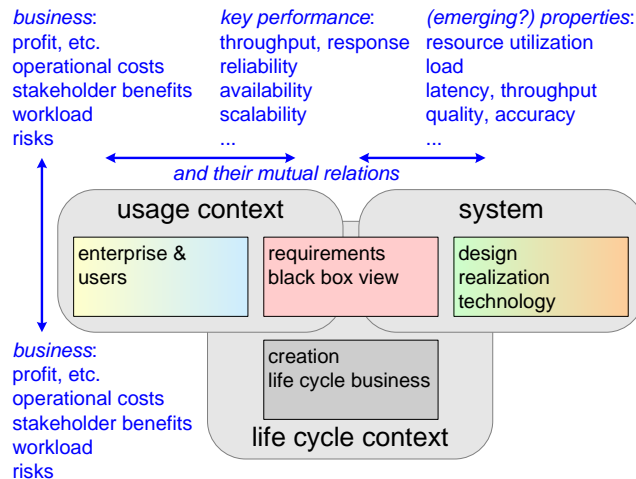 business:
profit, etc.
operational costs
stakeholder benefits
workload
risks
key performance:
throughput, response
reliability
availability
scalability
...
(emerging?) properties:
resource utilization
load
latency, throughput
quality, accuracy
...
and their mutual relations
usage context
system
enterprise &
users
requirements
black box view
design
realization
technology
business:
profit, etc.
operational costs
stakeholder benefits
workload
risks
creation
life cycle business
life cycle context